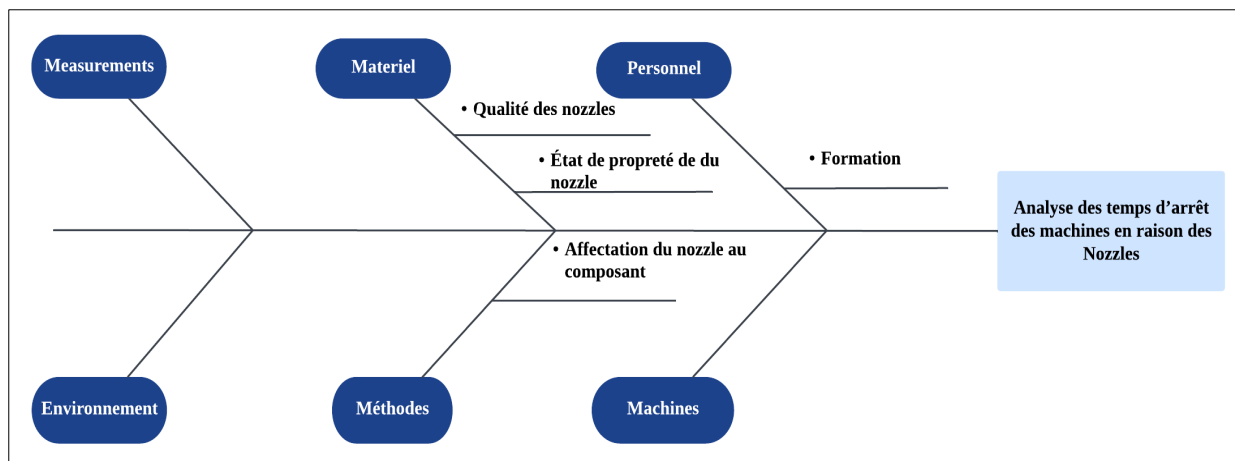 Measurements
Materiel
Personnel
• Qualité des nozzles
• État de propreté de du
nozzle
• Formation
Analyse des temps d’arrêt
des machines en raison des
Nozzles
• Affectation du nozzle au
composant
Environnement
Méthodes
Machines